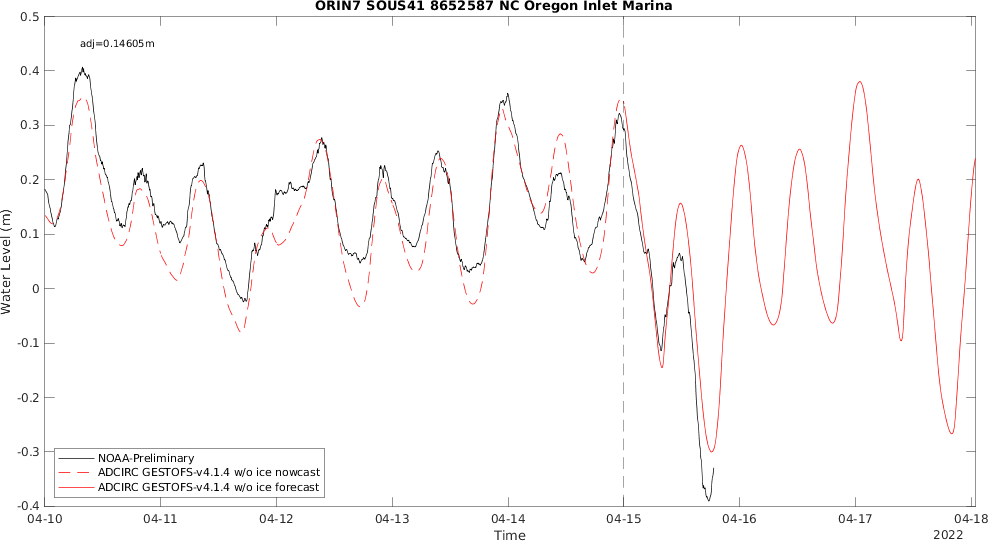 ORIN7 SOUS41 8652587 NC Oregon Inlet Marina
adj=0.14605m
0.5
0.4
0.3
0.2
0.1
0
-0.1
-0.2
-0.3
-0.4
Water Level (m)
NOAA-Preliminary
ADCIRC GESTOFS-v4.1.4 w/o ice nowcast
ADCIRC GESTOFS-v4.1.4 w/o ice forecast
04-10 04-11 04-12 04-13 04-14 04-15 04-16 04-17 04-18
Time
2022